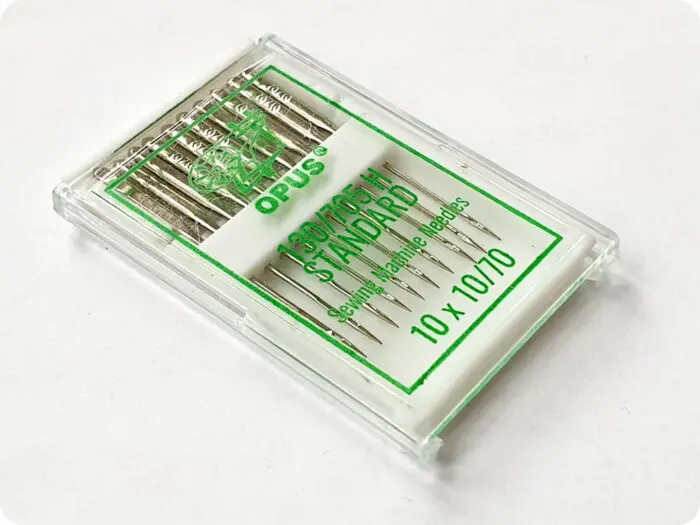 OPUS®
130/705 H
STANDARD
Sewing Machine Needles
10 x 10/70